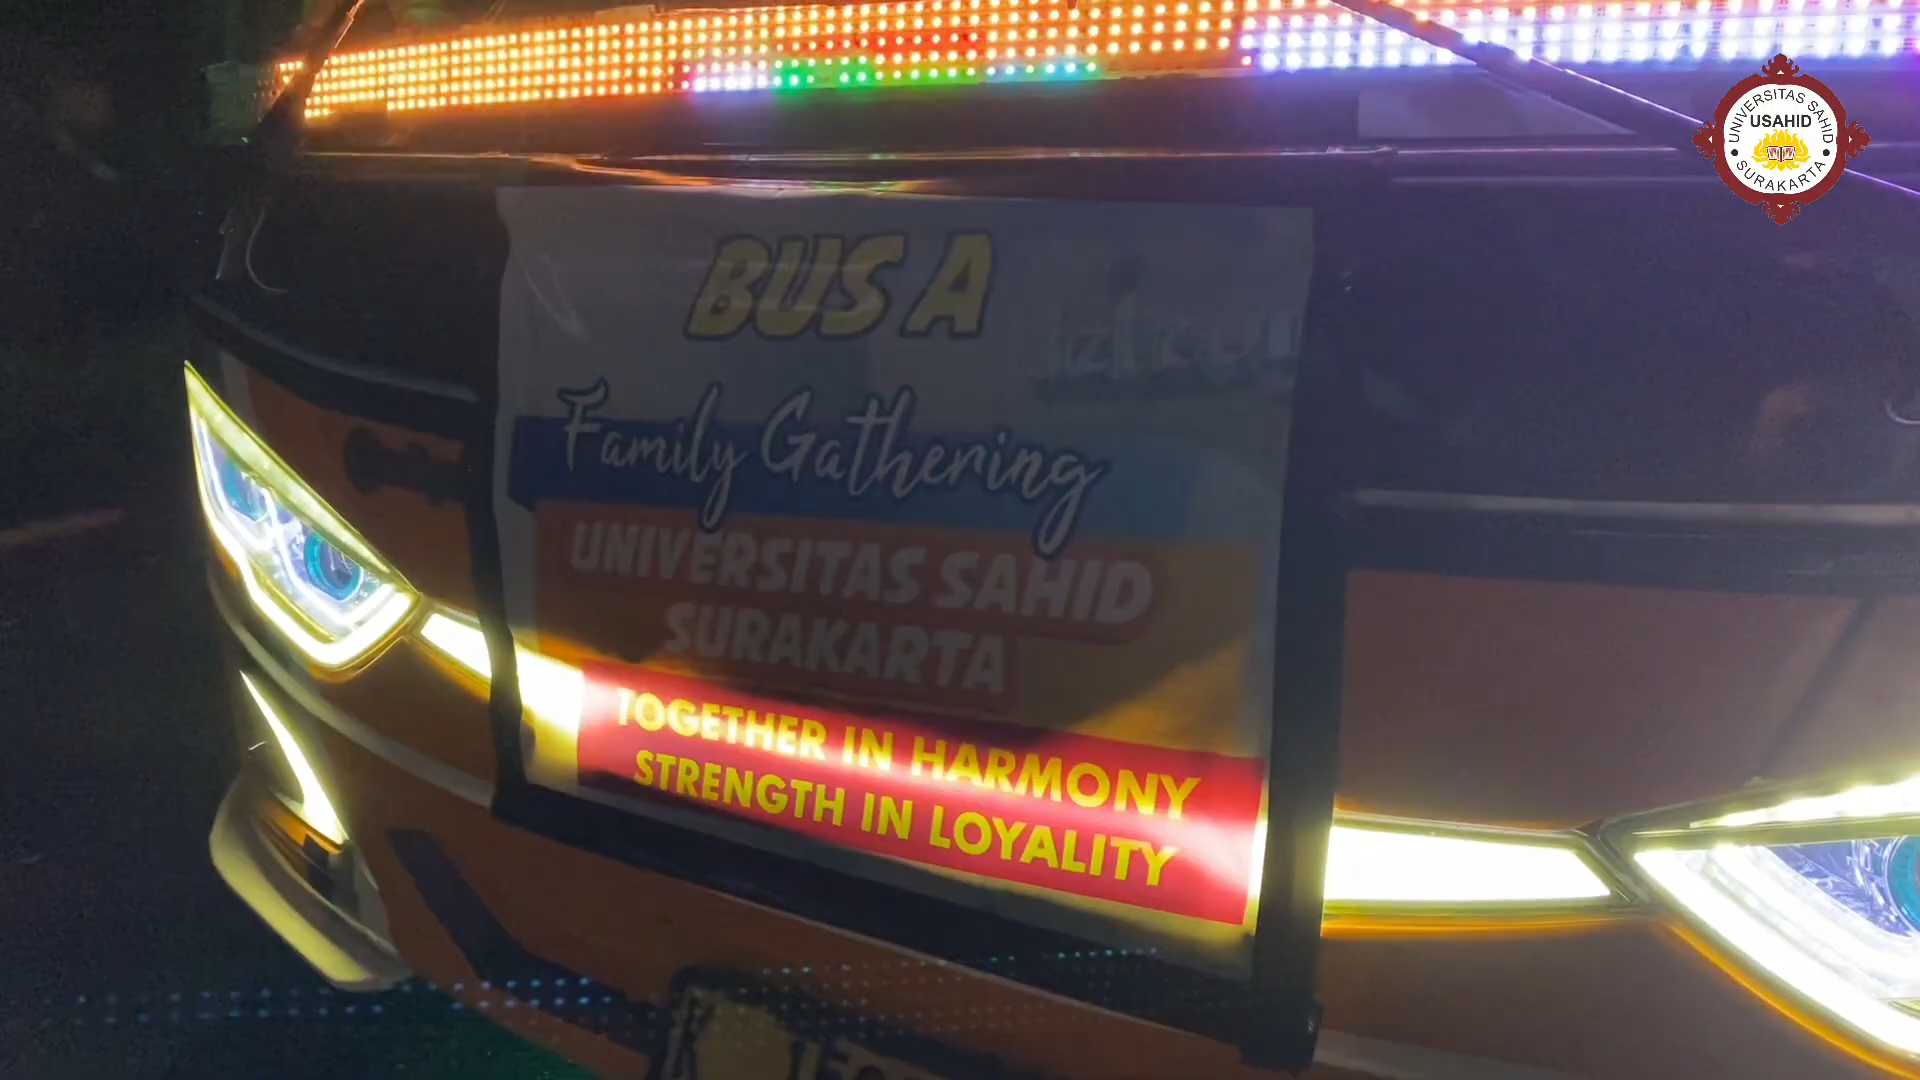 UNIVERSITAS SAHID
USAHID
SURAKARTA
BUS A
Family Gathering
UNIVERSITAS SAHID
SURAKARTA
TOGETHER IN HARMONY
STRENGTH IN LOYALITY